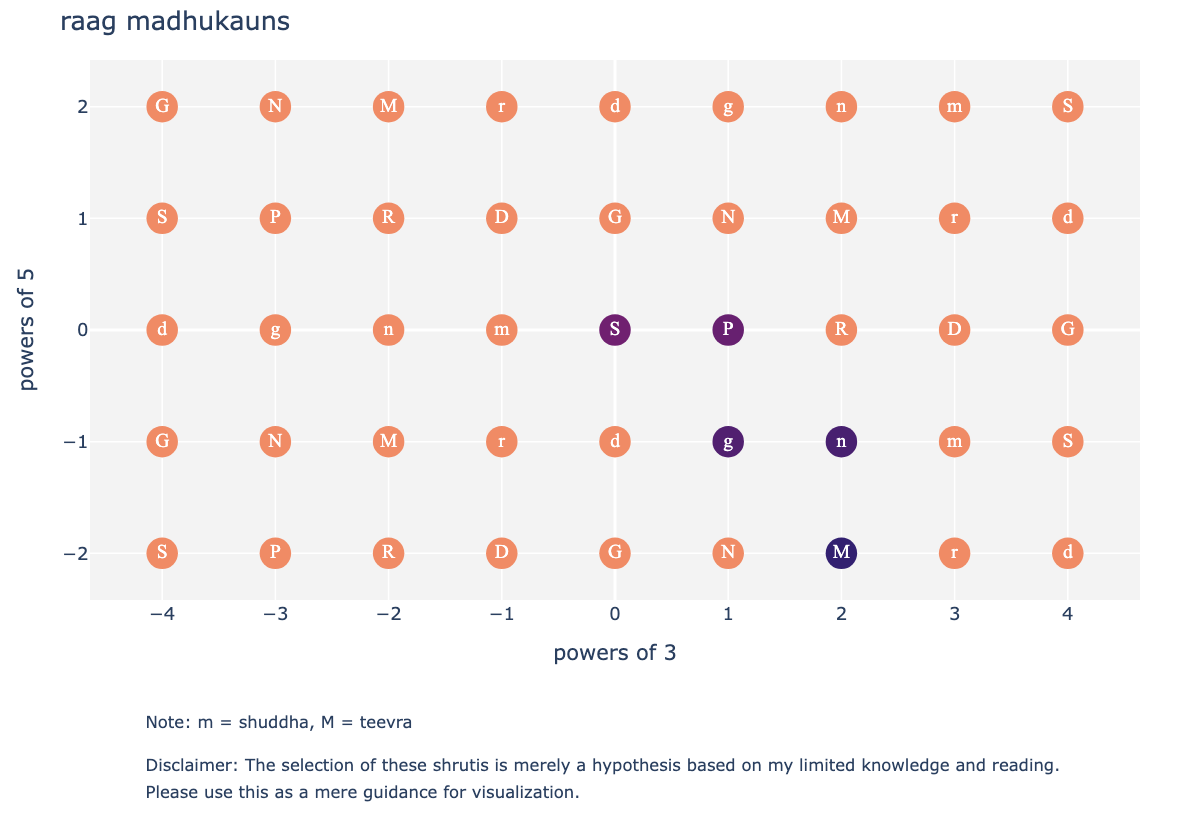 raag madhukauns
2 G N M r d g n m S
1 S P R D G N M r d
0 d g n m S P R D G
−1 G N M r d g n m S
−2 S P R D G N M r d
−4 −3 −2 −1 0 1 2 3 4
powers of 5
powers of 3
Note: m = shuddha, M = teevra
Disclaimer: The selection of these shrutis is merely a hypothesis based on my limited knowledge and reading.
Please use this as a mere guidance for visualization.